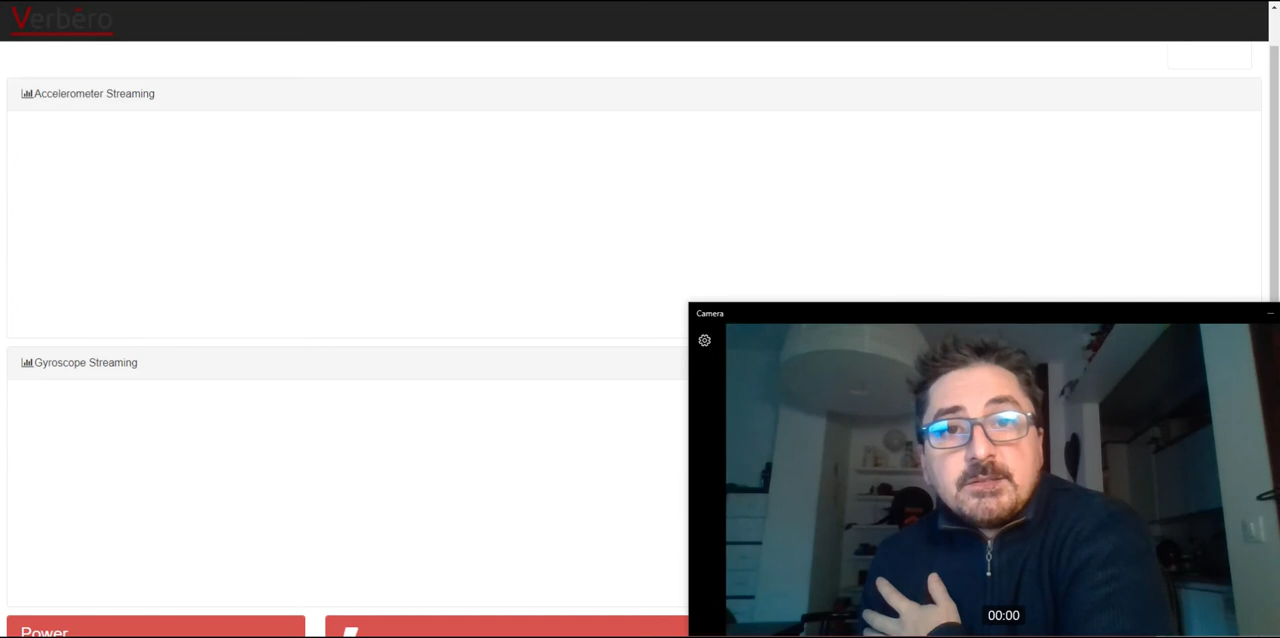 Verbero
Accelerometer Streaming
Gyroscope Streaming
Camera
00:00
Power